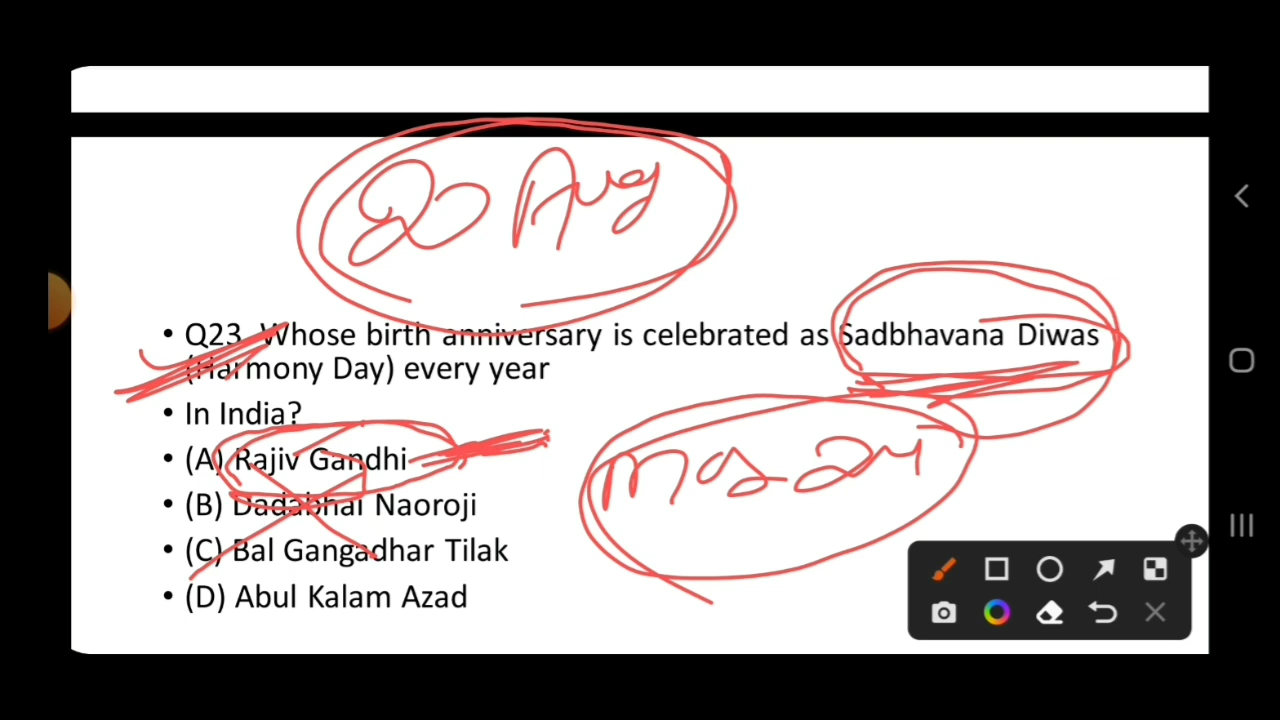 20 Aug
• Q23. Whose birth anniversary is celebrated as Sadbhavana Diwas
(Harmony Day) every year
• In India?
• (A) Rajiv Gandhi
• (B) Dadabhai Naoroji
• (C) Bal Gangadhar Tilak
• (D) Abul Kalam Azad